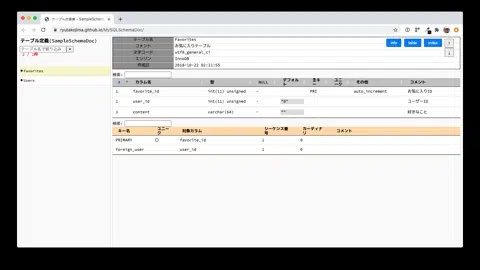 テーブル定義(SampleSchemaDoc)
ryutakojima.github.io/MySQLSchemaDoc/
テーブル定義(SampleSchemaDoc)
テーブル名で絞り込み
Favorites
Users
テーブル名 Favorites
コメント お気に入りテーブル
文字コード utf8_general_ci
エンジン InnoDB
作成日 2018-10-22 02:21:55
info table index
検索:
# カラム名 型 NULL デフォルト 主キー ユニーク その他 コメント
1 favorite_id int(11) unsigned - PRI auto_increment お気に入りID
2 user_id int(11) unsigned - "0" ユーザーID
3 content varchar(64) - "" 好きなこと
検索:
キー名 ユニーク 対象カラム シーケンス番号 カーディナリ コメント
PRIMARY ○ favorite_id 1 0
foreign_user user_id 1 0